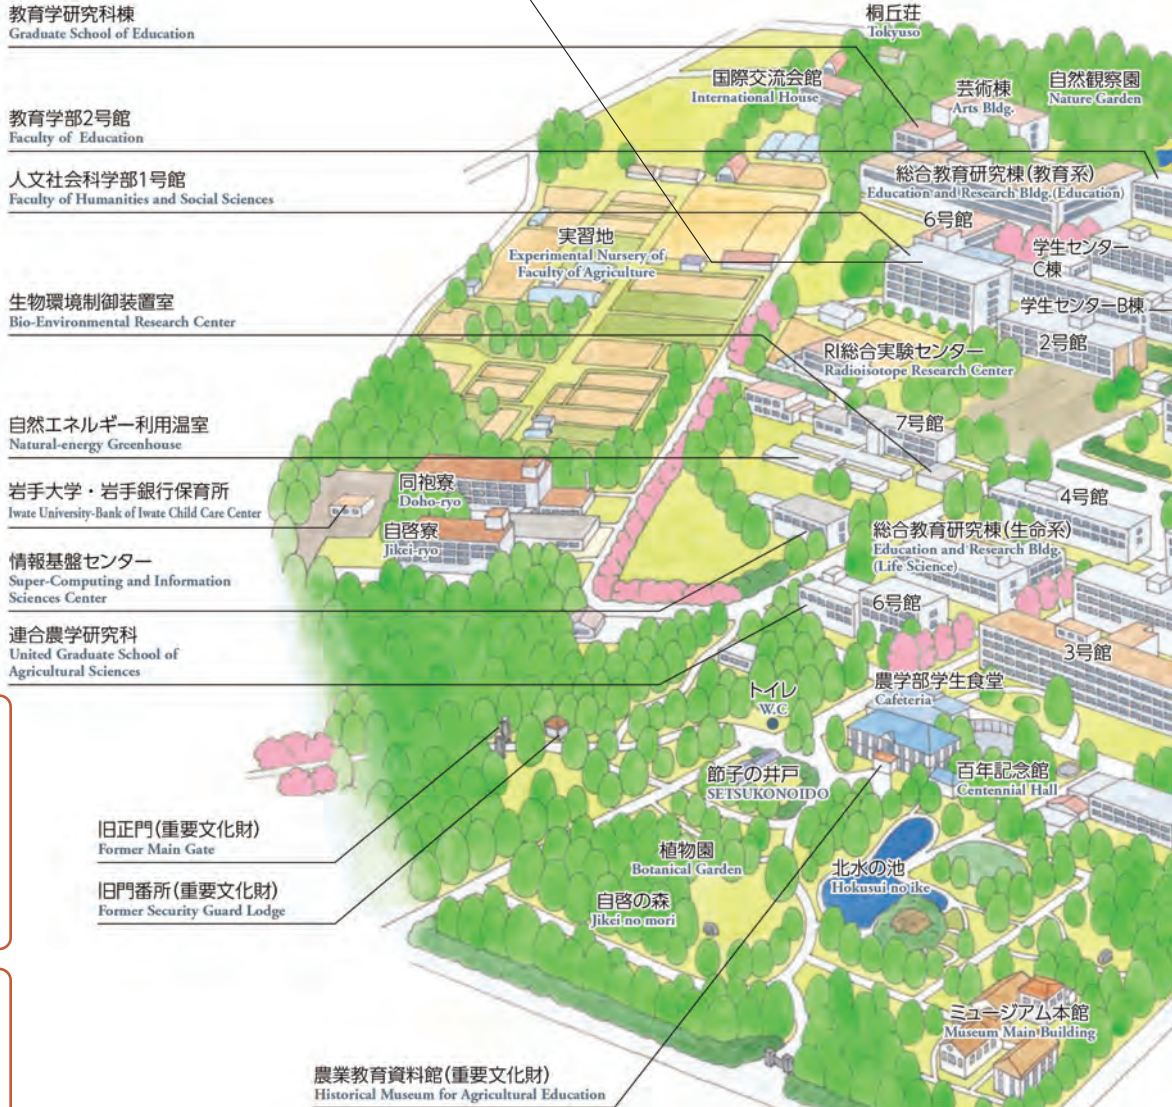 教育学研究科棟
Graduate School of Education
教育学部2号館
Faculty of Education
人文社会科学部1号館
Faculty of Humanities and Social Sciences
生物環境制御装置室
Bio-Environmental Research Center
自然エネルギー利用温室
Natural-energy Greenhouse
岩手大学・岩手銀行保育所
Iwate University-Bank of Iwate Child Care Center
情報基盤センター
Super-Computing and Information
Sciences Center
連合農学研究科
United Graduate School of
Agricultural Sciences
旧正門(重要文化財)
Former Main Gate
旧門番所(重要文化財)
Former Security Guard Lodge
農業教育資料館(重要文化財)
Historical Museum for Agricultural Education
桐丘荘
Tokyuso
国際交流会館
International House
芸術棟
Arts Bldg.
自然観察園
Nature Garden
総合教育研究棟(教育系)
Education and Research Bldg.(Education)
6号館
学生センター
C棟
学生センターB棟
2号館
実習地
Experimental Nursery of
Faculty of Agriculture
RI総合実験センター
Radioisotope Research Center
7号館
4号館
同袍寮
Doho-ryo
自啓寮
Jikei-ryo
総合教育研究棟(生命系)
Education and Research Bldg.
(Life Science)
6号館
3号館
トイレ
W.C
農学部学生食堂
Cafeteria
節子の井戸
SETSUKONOIDO
百年記念館
Centennial Hall
植物園
Botanical Garden
北水の池
Hokusui no ike
自啓の森
Jikei no mori
ミュージアム本館
Museum Main Building